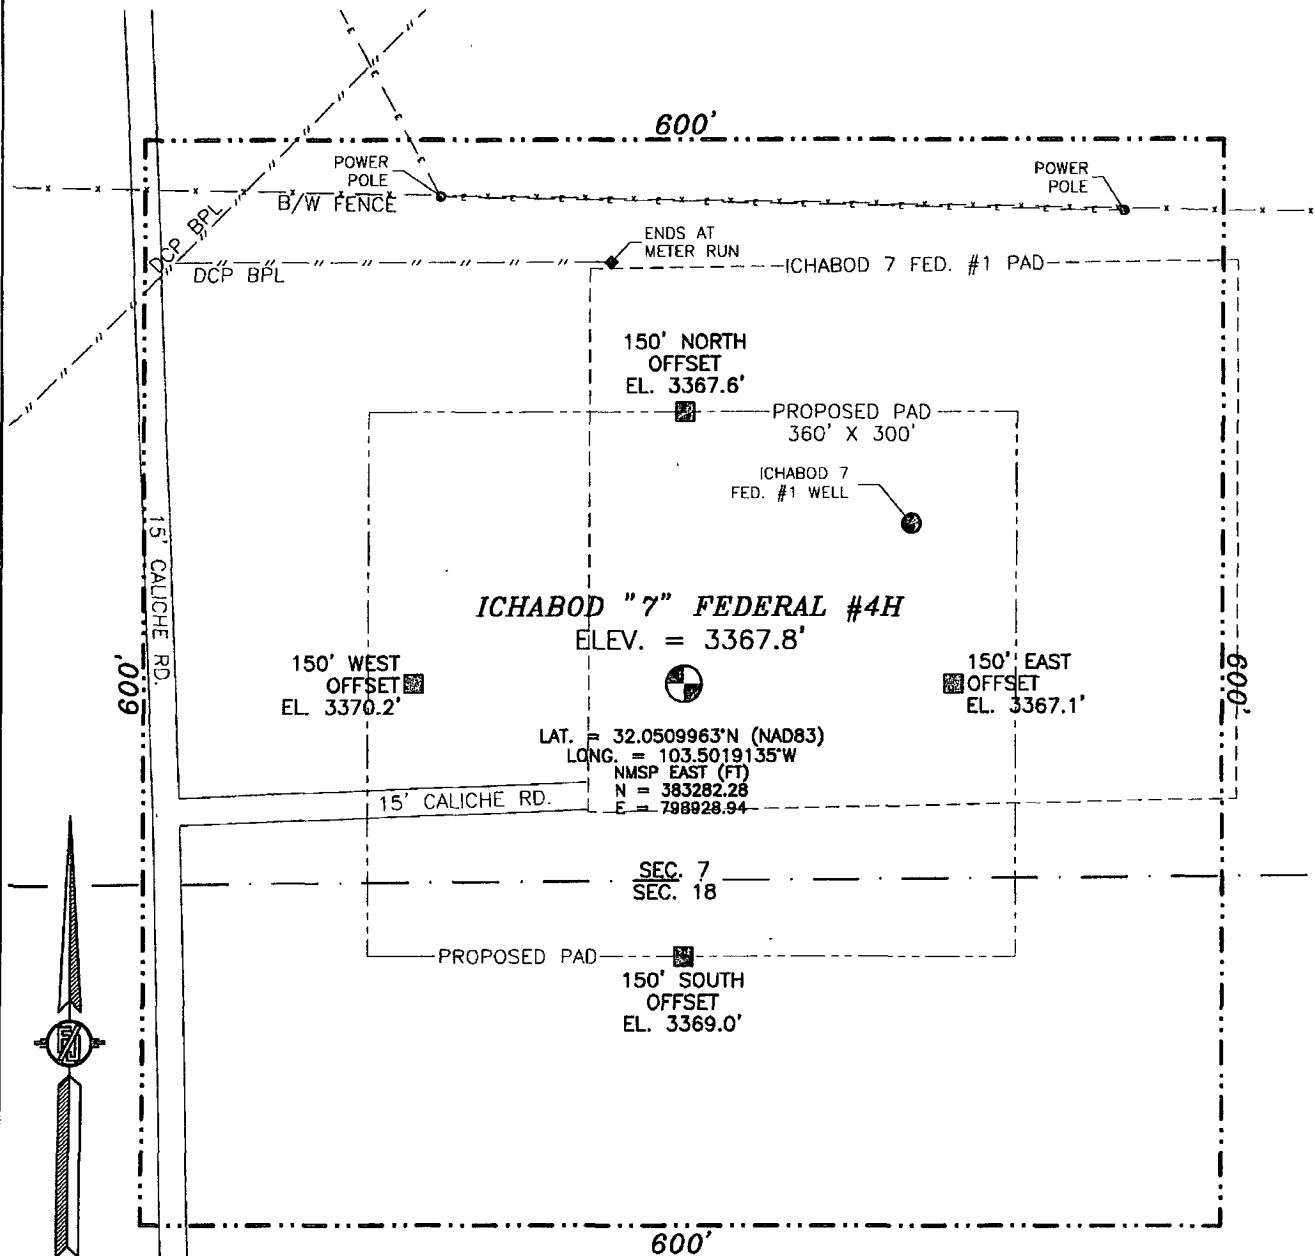 600'
POWER
POLE
POWER
POLE
B/W FENCE
DCP BPL
DCP BPL
ENDS AT
METER RUN
ICHABOD 7 FED. #1 PAD
150' NORTH
OFFSET
EL. 3367.6'
PROPOSED PAD
360' X 300'
ICHABOD 7
FED. #1 WELL
15' CALICHE RD.
ICHABOD "7" FEDERAL #4H
ELEV. = 3367.8'
600'
150' WEST
OFFSET
EL. 3370.2'
150' EAST
OFFSET
EL. 3367.1'
600'
LAT. = 32.0509963°N (NAD83)
LONG. = 103.5019135°W
NMSP EAST (FT)
N = 383282.28
E = 798928.94
15' CALICHE RD.
SEC. 7
SEC. 18
PROPOSED PAD
150' SOUTH
OFFSET
EL. 3369.0'
600'